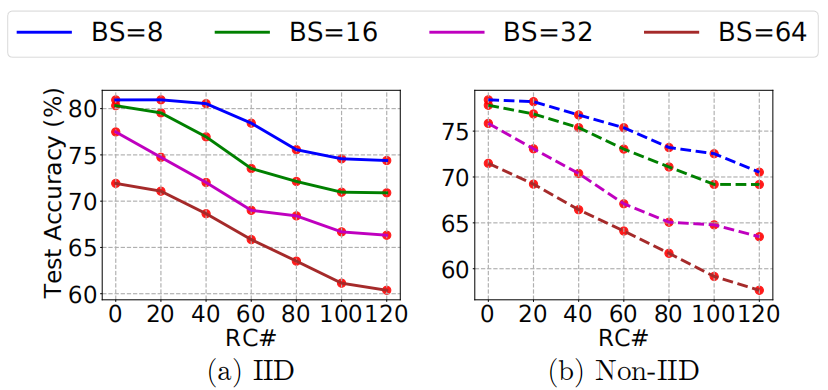 BS=8 BS=16 BS=32 BS=64
Test Accuracy (%)
80
75
70
65
60
0 20 40 60 80 100 120
RC#
(a) IID
75
70
65
60
0 20 40 60 80 100 120
RC#
(b) Non-IID